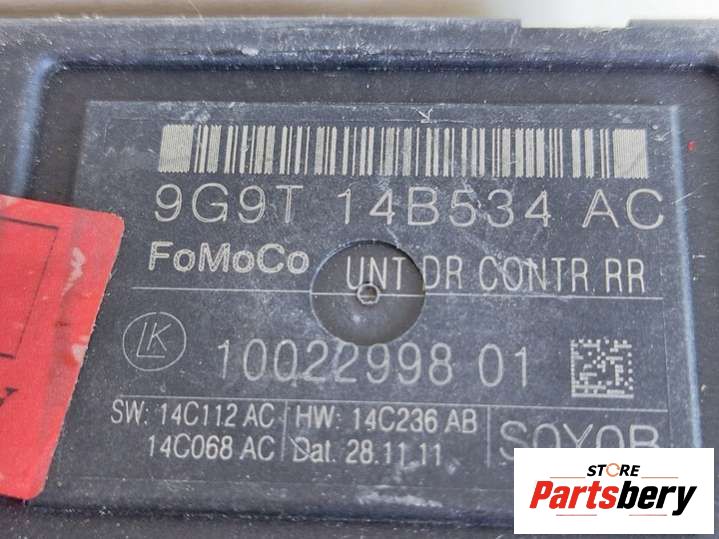 9G9T 14B534 AC
FoMoCo UNT DR CONTR. RR
LK 10022998 01
SW: 14C112 AC HW: 14C236 AB
14C068 AC Dat. 28.11.11
STORE
Partsbery